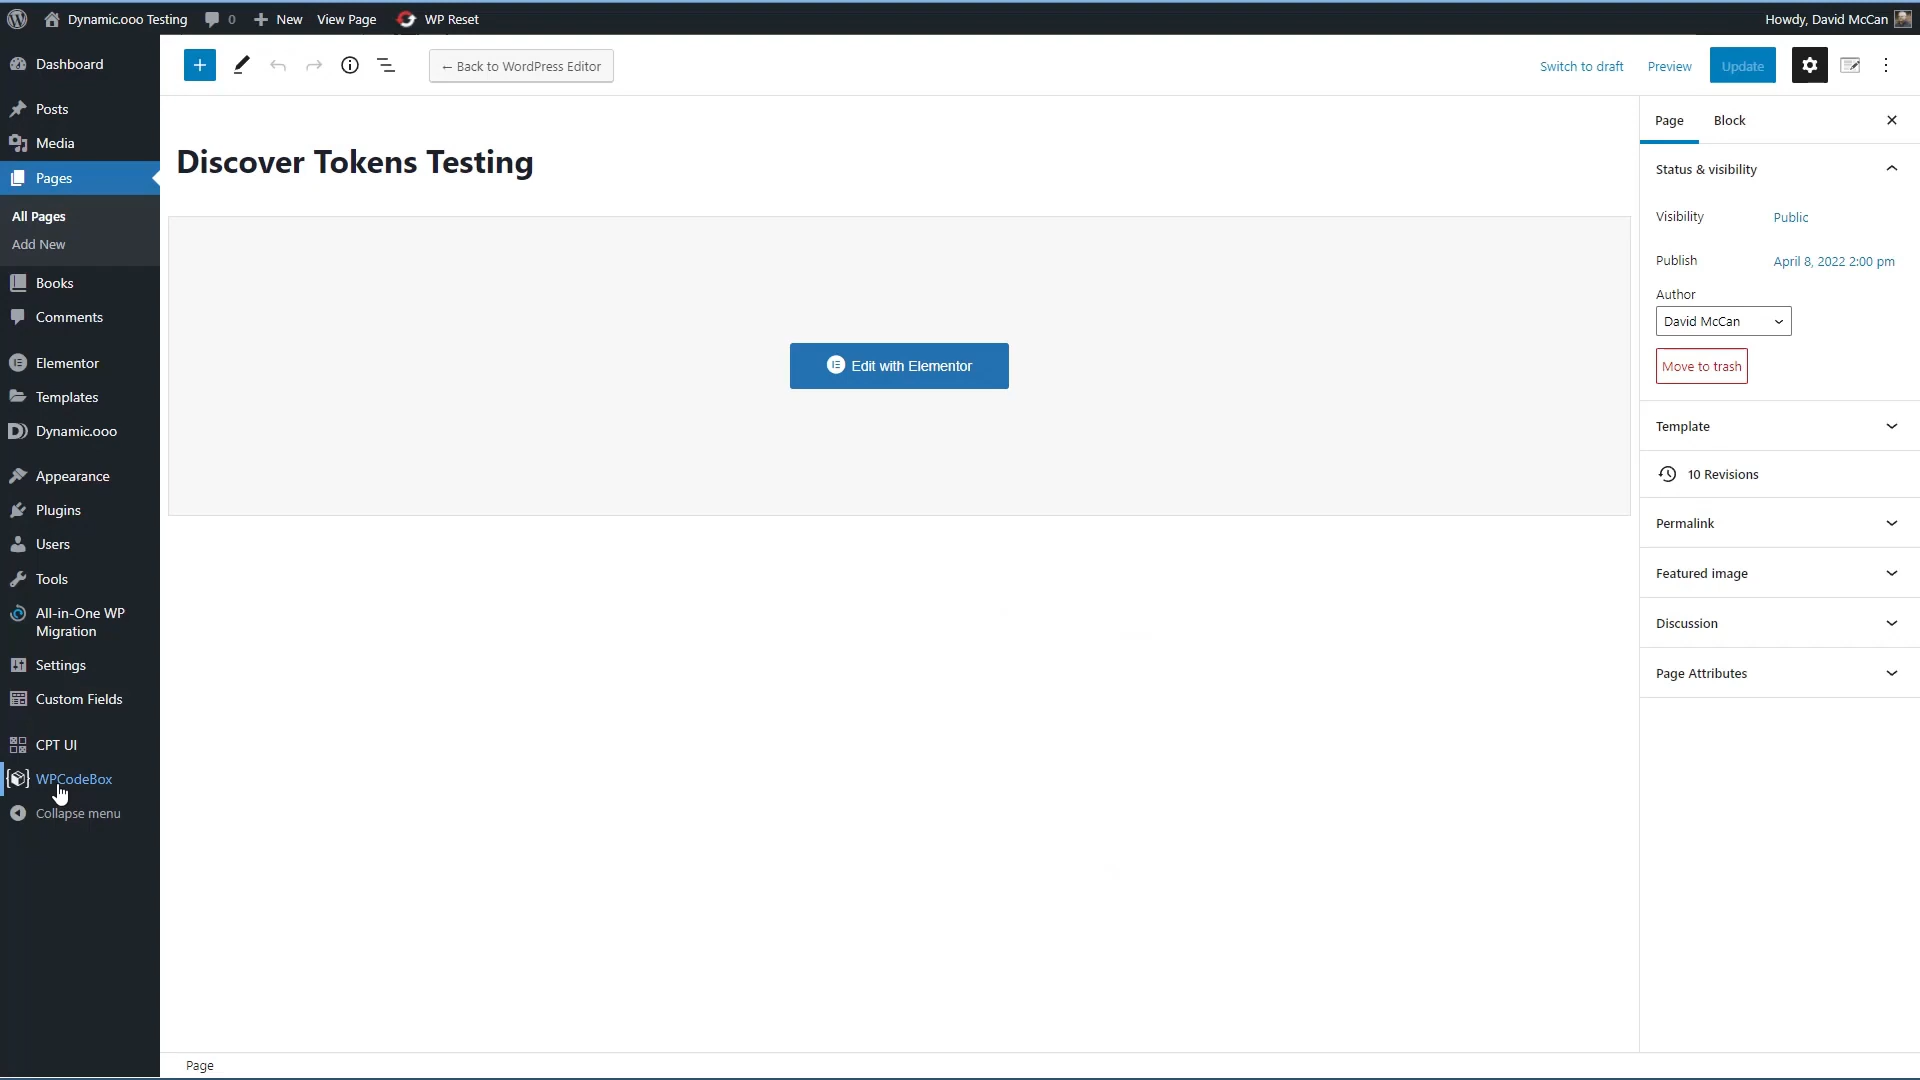 Dynamic.ooo Testing 0 New View Page WP Reset Howdy, David McCan
Dashboard
Posts
Media
Pages
All Pages
Add New
Books
Comments
Elementor
Templates
Dynamic.ooo
Appearance
Plugins
Users
Tools
All-in-One WP
Migration
Settings
Custom Fields
CPT UI
WPCodeBox
Collapse menu
← Back to WordPress Editor
Switch to draft Preview Update
Discover Tokens Testing
Edit with Elementor
Page Block
Status & visibility
Visibility Public
Publish April 8, 2022 2:00 pm
Author
David McCan
Move to trash
Template
10 Revisions
Permalink
Featured image
Discussion
Page Attributes
Page